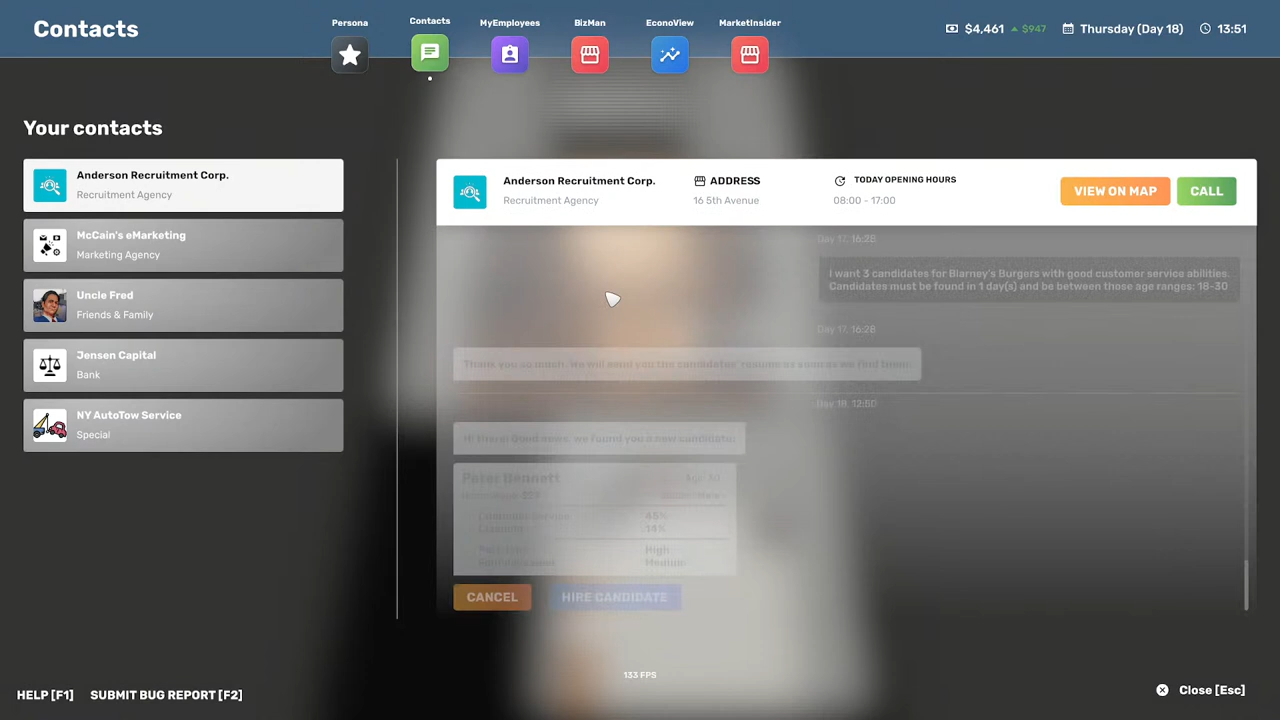 Contacts
Persona
Contacts
MyEmployees
BizMan
EconoView
MarketInsider
$4,461 $947 Thursday (Day 18) 13:51
Your contacts
Anderson Recruitment Corp.
Recruitment Agency
McCain's eMarketing
Marketing Agency
Uncle Fred
Friends & Family
Jensen Capital
Bank
NY AutoTow Service
Special
Anderson Recruitment Corp.
Recruitment Agency
ADDRESS
16 5th Avenue
TODAY OPENING HOURS
08:00 - 17:00
VIEW ON MAP
CALL
Day 17, 16:28
I want 3 candidates for Blarney's Burgers with good customer service abilities.
Candidates must be found in 1 day(s) and be between those age ranges: 18-30
Day 17, 16:28
Thank you so much. We will send you the candidates' resume as soon as we find them.
Day 18, 12:50
Hi there! Good news, we found you a new candidate.
Peter Bennett
Customer Service 45%
14%
High
Medium
CANCEL
HIRE CANDIDATE
133 FPS
HELP [F1]
SUBMIT BUG REPORT [F2]
Close [Esc]